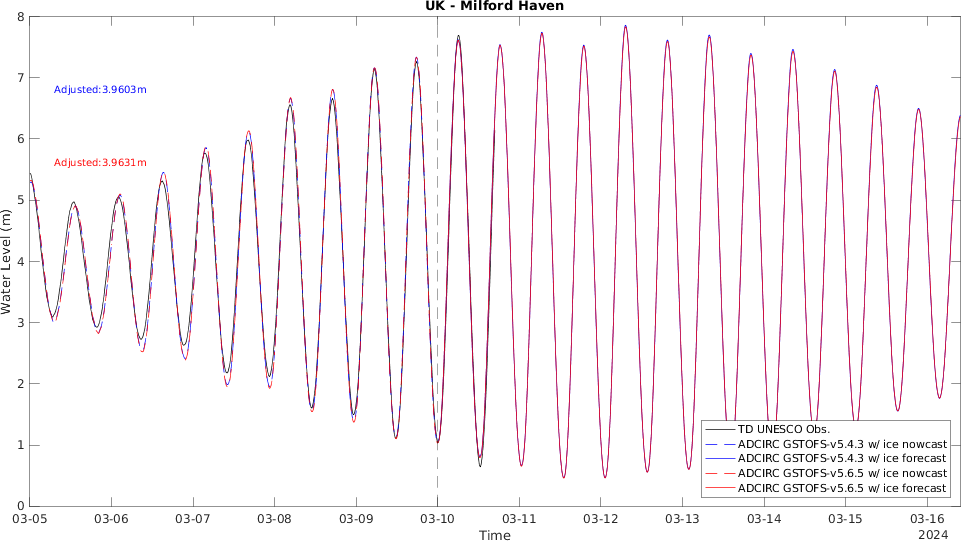 UK - Milford Haven
8
7
6
5
4
3
2
1
0
Water Level (m)
Adjusted:3.9603m
Adjusted:3.9631m
TD UNESCO Obs.
ADCIRC GSTOFS-v5.4.3 w/ ice nowcast
ADCIRC GSTOFS-v5.4.3 w/ ice forecast
ADCIRC GSTOFS-v5.6.5 w/ ice nowcast
ADCIRC GSTOFS-v5.6.5 w/ ice forecast
03-05 03-06 03-07 03-08 03-09 03-10 03-11 03-12 03-13 03-14 03-15 03-16
Time
2024